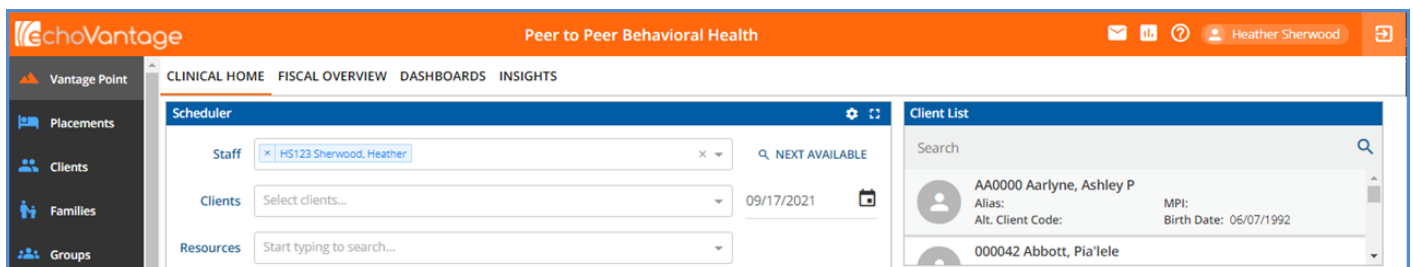 echoVantage Peer to Peer Behavioral Health Heather Sherwood
Vantage Point
Placements
Clients
Families
Groups
CLINICAL HOME FISCAL OVERVIEW DASHBOARDS INSIGHTS
Scheduler
Staff × HS123 Sherwood, Heather NEXT AVAILABLE
Clients Select clients... 09/17/2021
Resources Start typing to search...
Client List
Search
AA0000 Aarlyne, Ashley P
Alias: MPI:
Alt. Client Code: Birth Date: 06/07/1992
000042 Abbott, Pia'lele